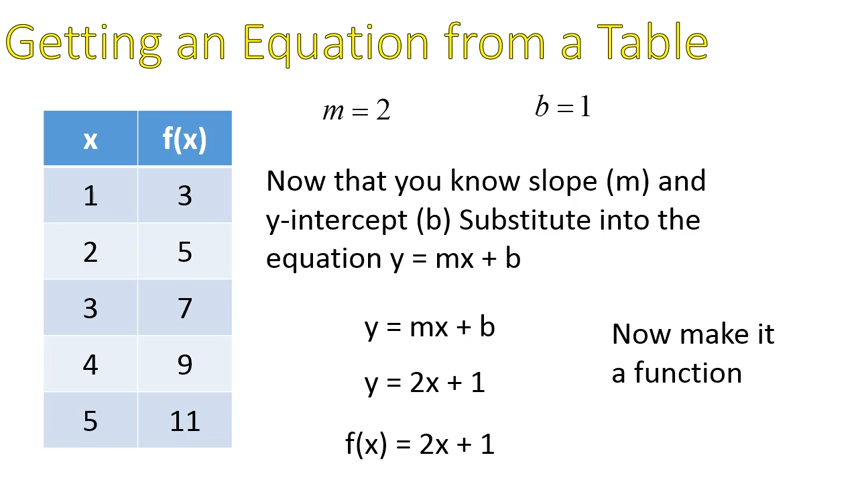 Getting an Equation from a Table
m = 2
b = 1
x f(x)
1 3
2 5
3 7
4 9
5 11
Now that you know slope (m) and
y-intercept (b) Substitute into the
equation y = mx + b
y = mx + b
y = 2x + 1
f(x) = 2x + 1
Now make it
a function